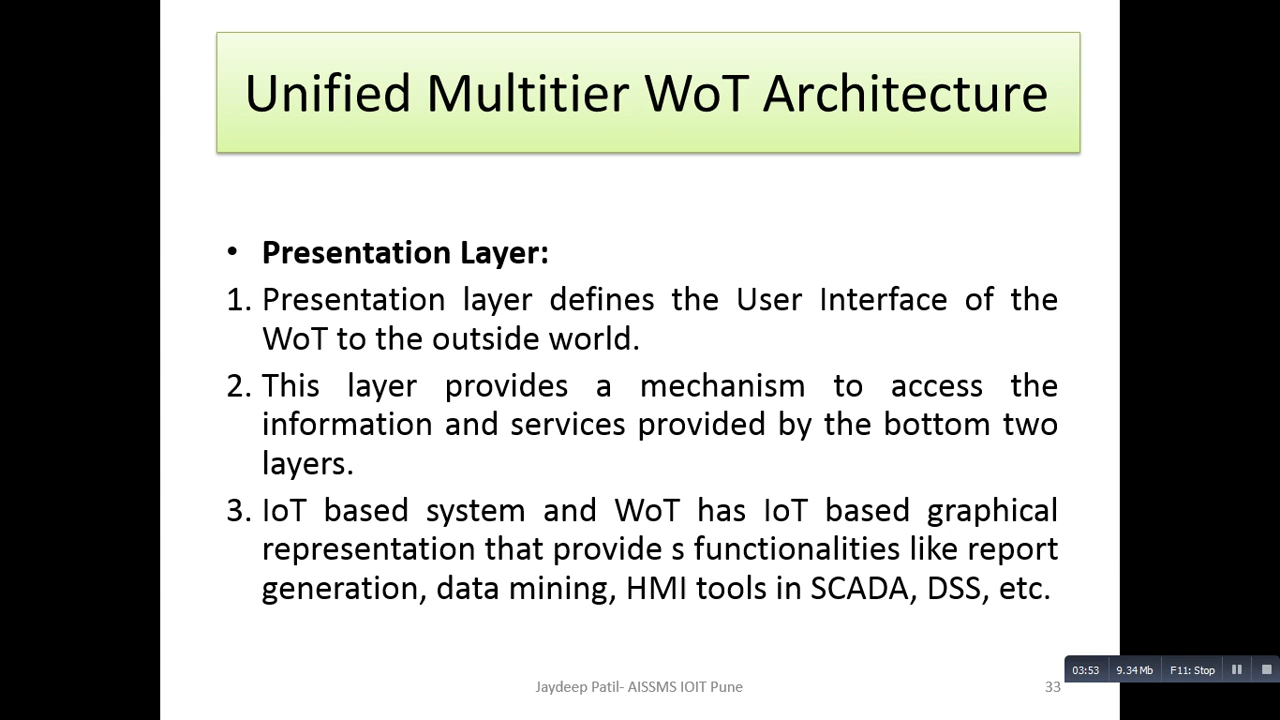 Unified Multitier WoT Architecture
• Presentation Layer:
1. Presentation layer defines the User Interface of the
WoT to the outside world.
2. This layer provides a mechanism to access the
information and services provided by the bottom two
layers.
3. IoT based system and WoT has IoT based graphical
representation that provide s functionalities like report
generation, data mining, HMI tools in SCADA, DSS, etc.
Jaydeep Patil- AISSMS IOIT Pune
33
03:53 9.34 Mb F11: Stop